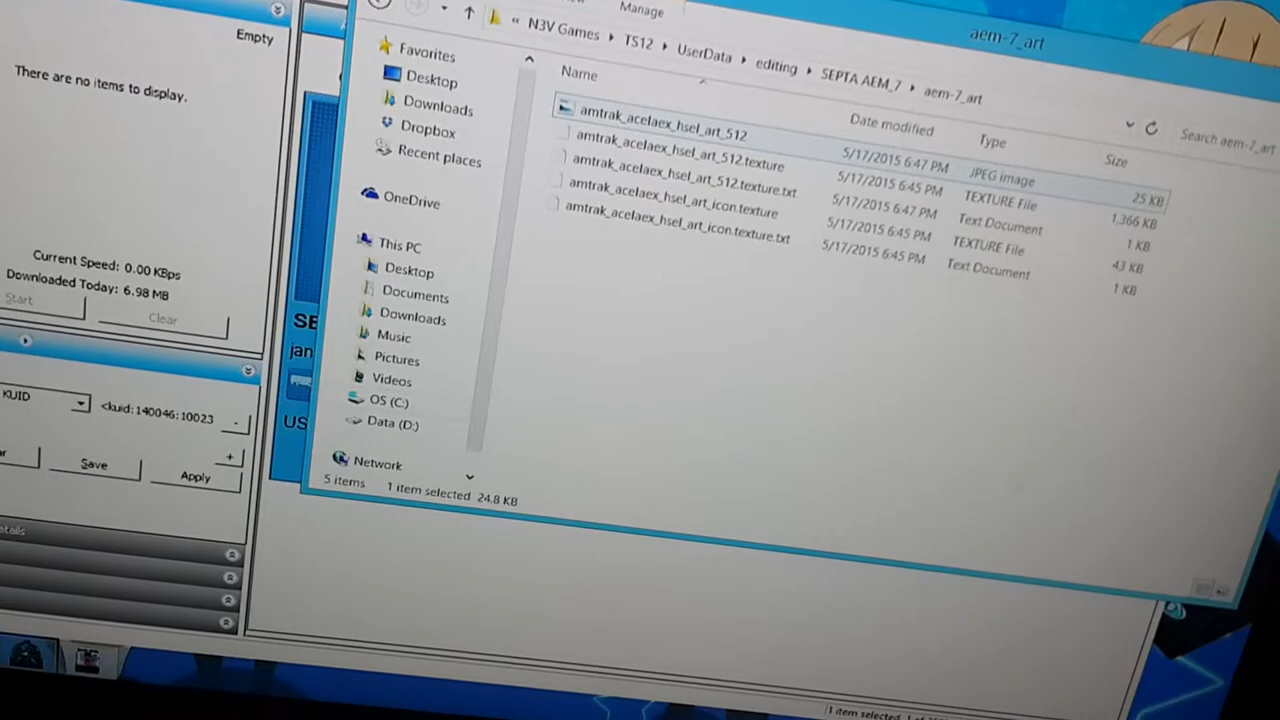 Manage
aem-7_art
« N3V Games TS12 UserData editing SEPTA AEM_7 aem-7_art
Search aem-7_art
Empty
There are no items to display.
Current Speed: 0.00 KBps
Downloaded Today: 6.98 MB
Start
Clear
KUID
<kuid:140046:10023
-
+
Save
Apply
Favorites
Desktop
Downloads
Dropbox
Recent places
OneDrive
This PC
Desktop
Documents
Downloads
Music
Pictures
Videos
OS (C:)
Data (D:)
Network
Name
Date modified
Type
Size
amtrak_acelaex_hsel_art_512 5/17/2015 6:47 PM JPEG image 25 KB
amtrak_acelaex_hsel_art_512.texture 5/17/2015 6:45 PM TEXTURE File 1,366 KB
amtrak_acelaex_hsel_art_512.texture.txt 5/17/2015 6:47 PM Text Document 1 KB
amtrak_acelaex_hsel_art_icon.texture 5/17/2015 6:45 PM TEXTURE File 43 KB
amtrak_acelaex_hsel_art_icon.texture.txt 5/17/2015 6:45 PM Text Document 1 KB
5 items 1 item selected 24.8 KB
SE
jan
US
1 item selected